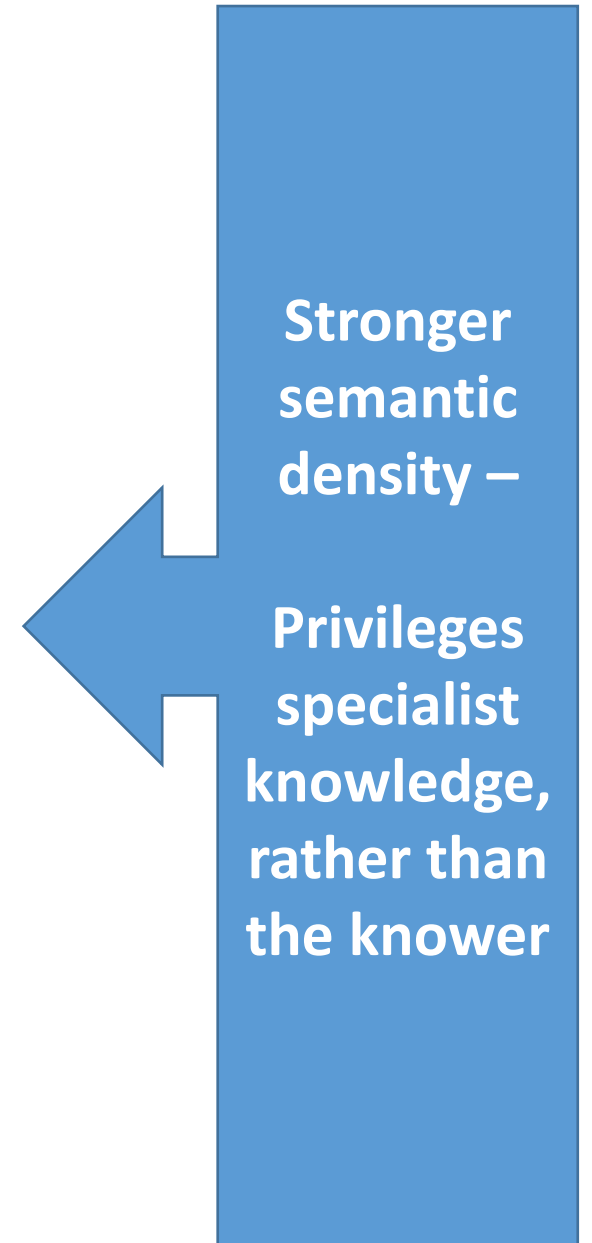 Stronger
semantic
density –
Privileges
specialist
knowledge,
rather than
the knower